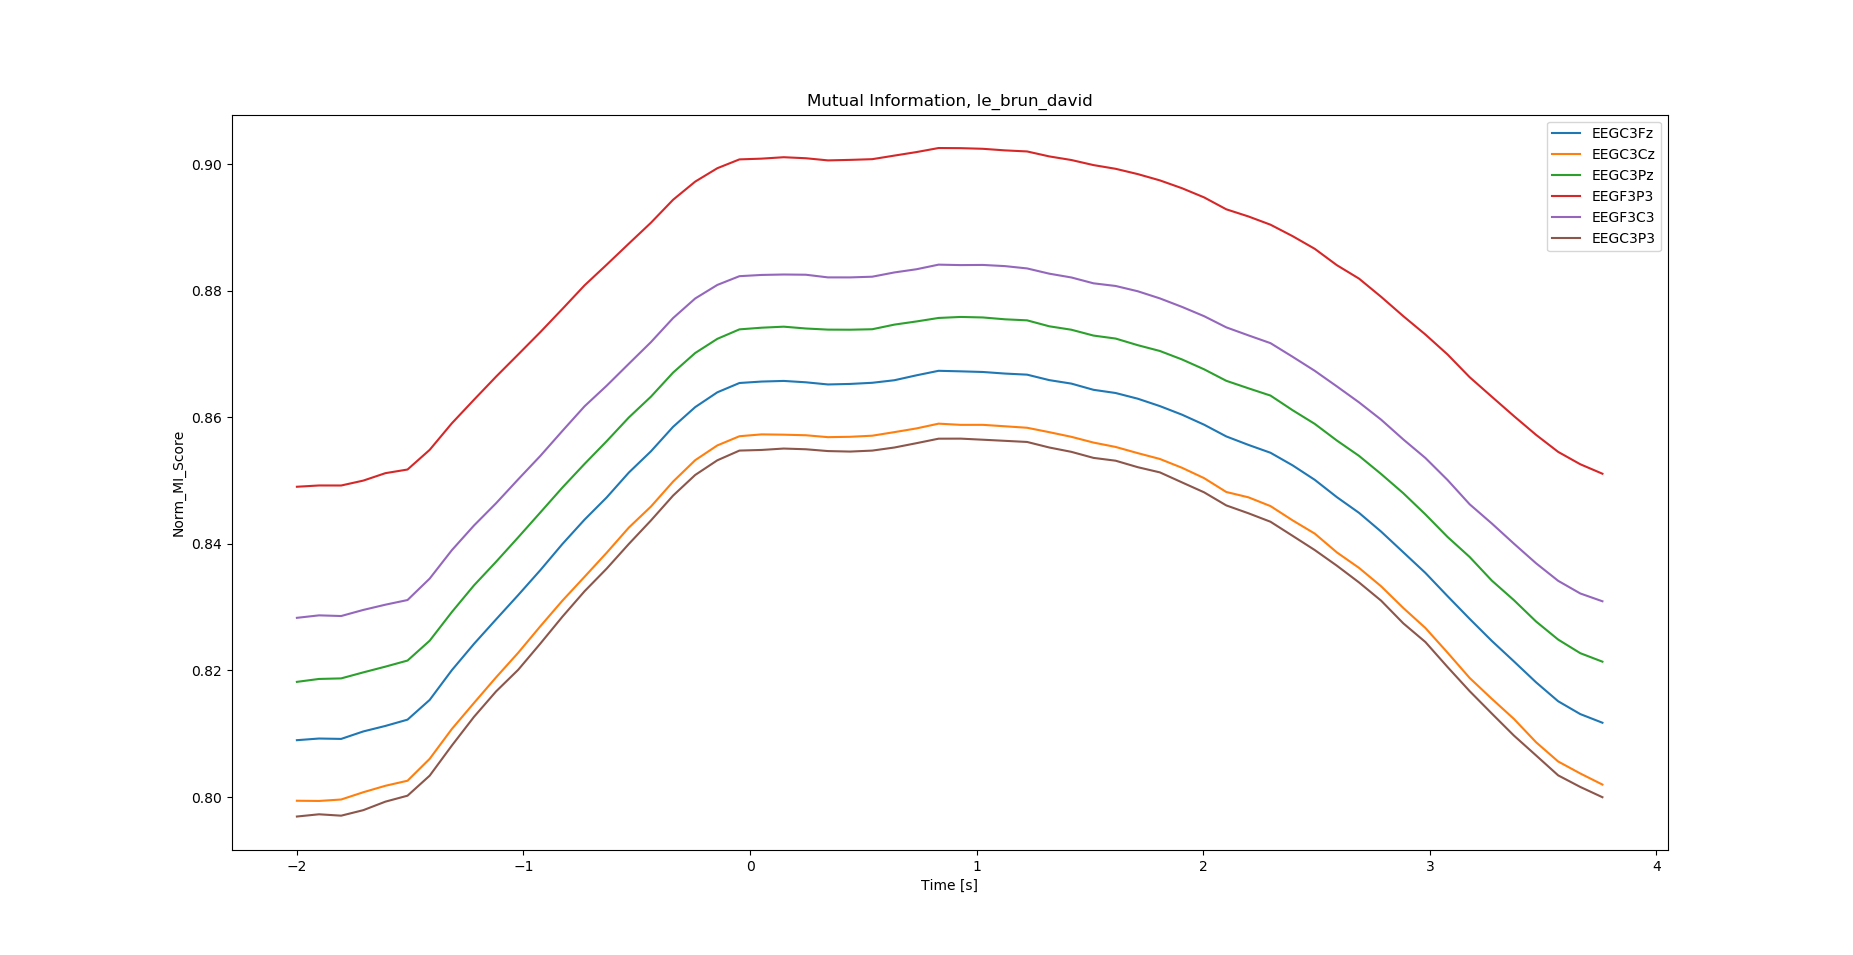 Mutual Information, le_brun_david
EEGC3Fz
EEGC3Cz
EEGC3Pz
EEGF3P3
EEGF3C3
EEGC3P3
Norm_MI_Score
0.90
0.88
0.86
0.84
0.82
0.80
−2 −1 0 1 2 3 4
Time [s]